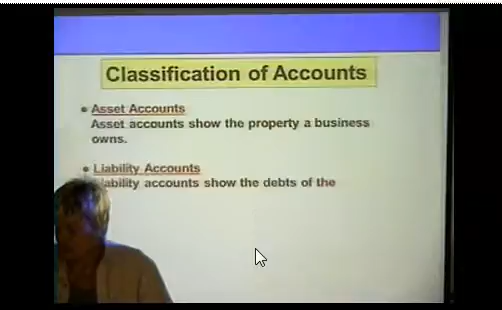 Classification of Accounts
Asset Accounts
Asset accounts show the property a business
owns.
Liability Accounts
ability accounts show the debts of the